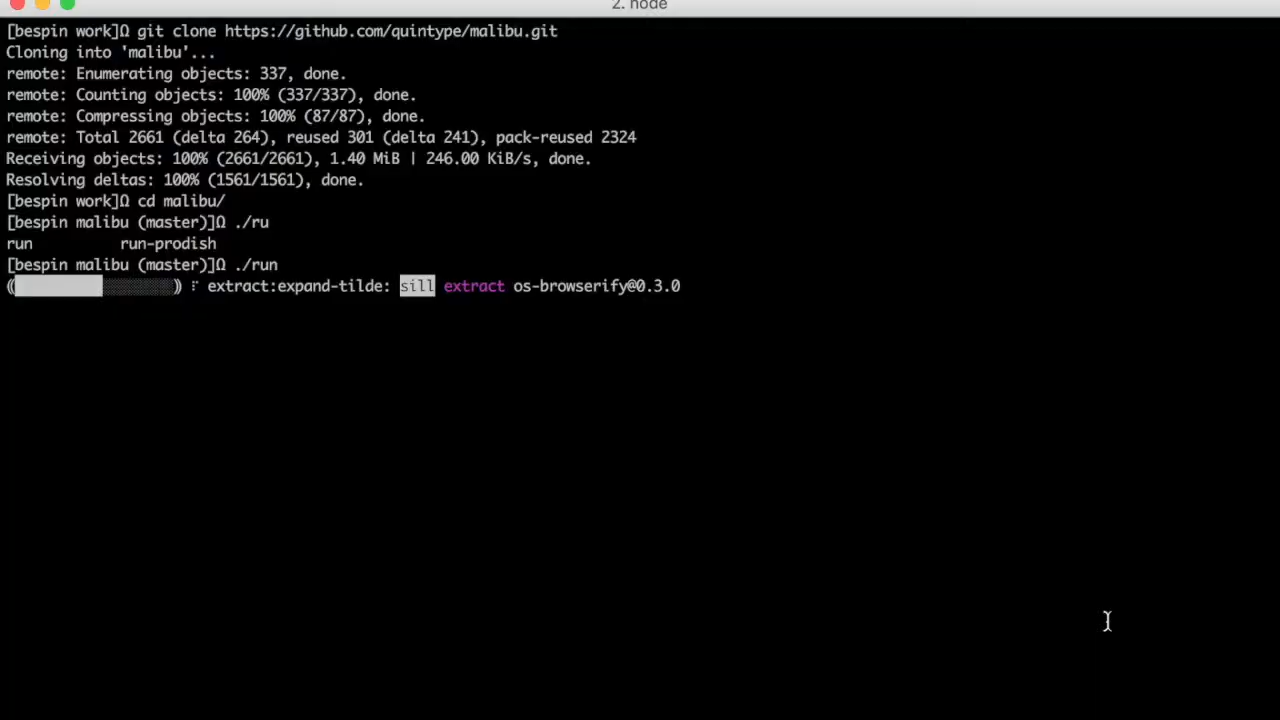 2. node
[bespin work]Ω git clone https://github.com/quintype/malibu.git
Cloning into 'malibu'...
remote: Enumerating objects: 337, done.
remote: Counting objects: 100% (337/337), done.
remote: Compressing objects: 100% (87/87), done.
remote: Total 2661 (delta 264), reused 301 (delta 241), pack-reused 2324
Receiving objects: 100% (2661/2661), 1.40 MiB | 246.00 KiB/s, done.
Resolving deltas: 100% (1561/1561), done.
[bespin work]Ω cd malibu/
[bespin malibu (master)]Ω ./ru
run          run-prodish
[bespin malibu (master)]Ω ./run
⸨█████████░░░░░░░░⸩ ⠏ extract:expand-tilde: sill extract os-browserify@0.3.0